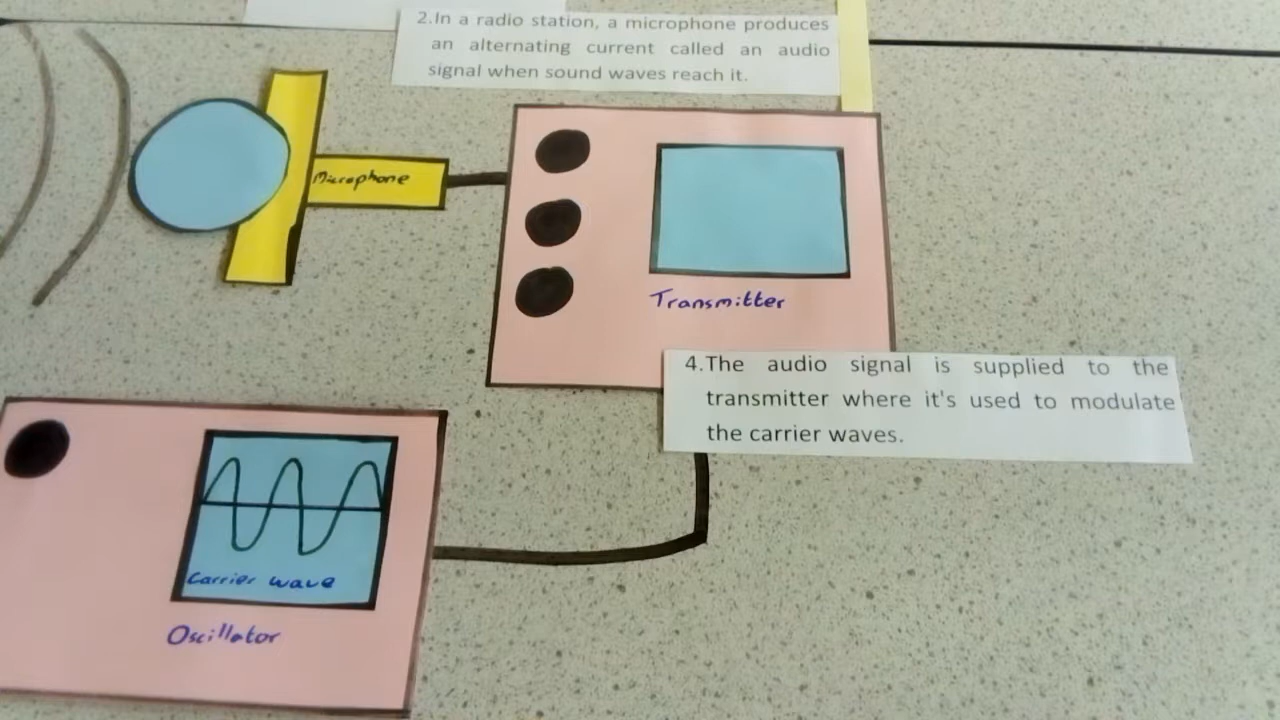 2.In a radio station, a microphone produces
an alternating current called an audio
signal when sound waves reach it.
Microphone
Transmitter
4.The audio signal is supplied to the
transmitter where it's used to modulate
the carrier waves.
Carrier wave
Oscillator